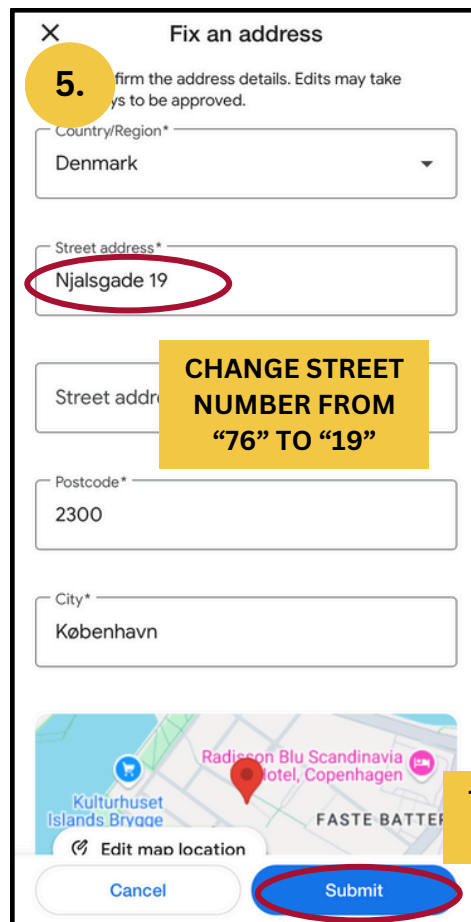 Fix an address
5.
firm the address details. Edits may take
ys to be approved.
Country/Region*
Denmark
Street address*
Njalsgade 19
Street addr
CHANGE STREET
NUMBER FROM
“76” TO “19”
Postcode*
2300
City*
København
Radisson Blu Scandinavia
Hotel, Copenhagen
Kulturhuset
Islands Brygge
FASTE BATTER
Edit map location
Cancel
Submit